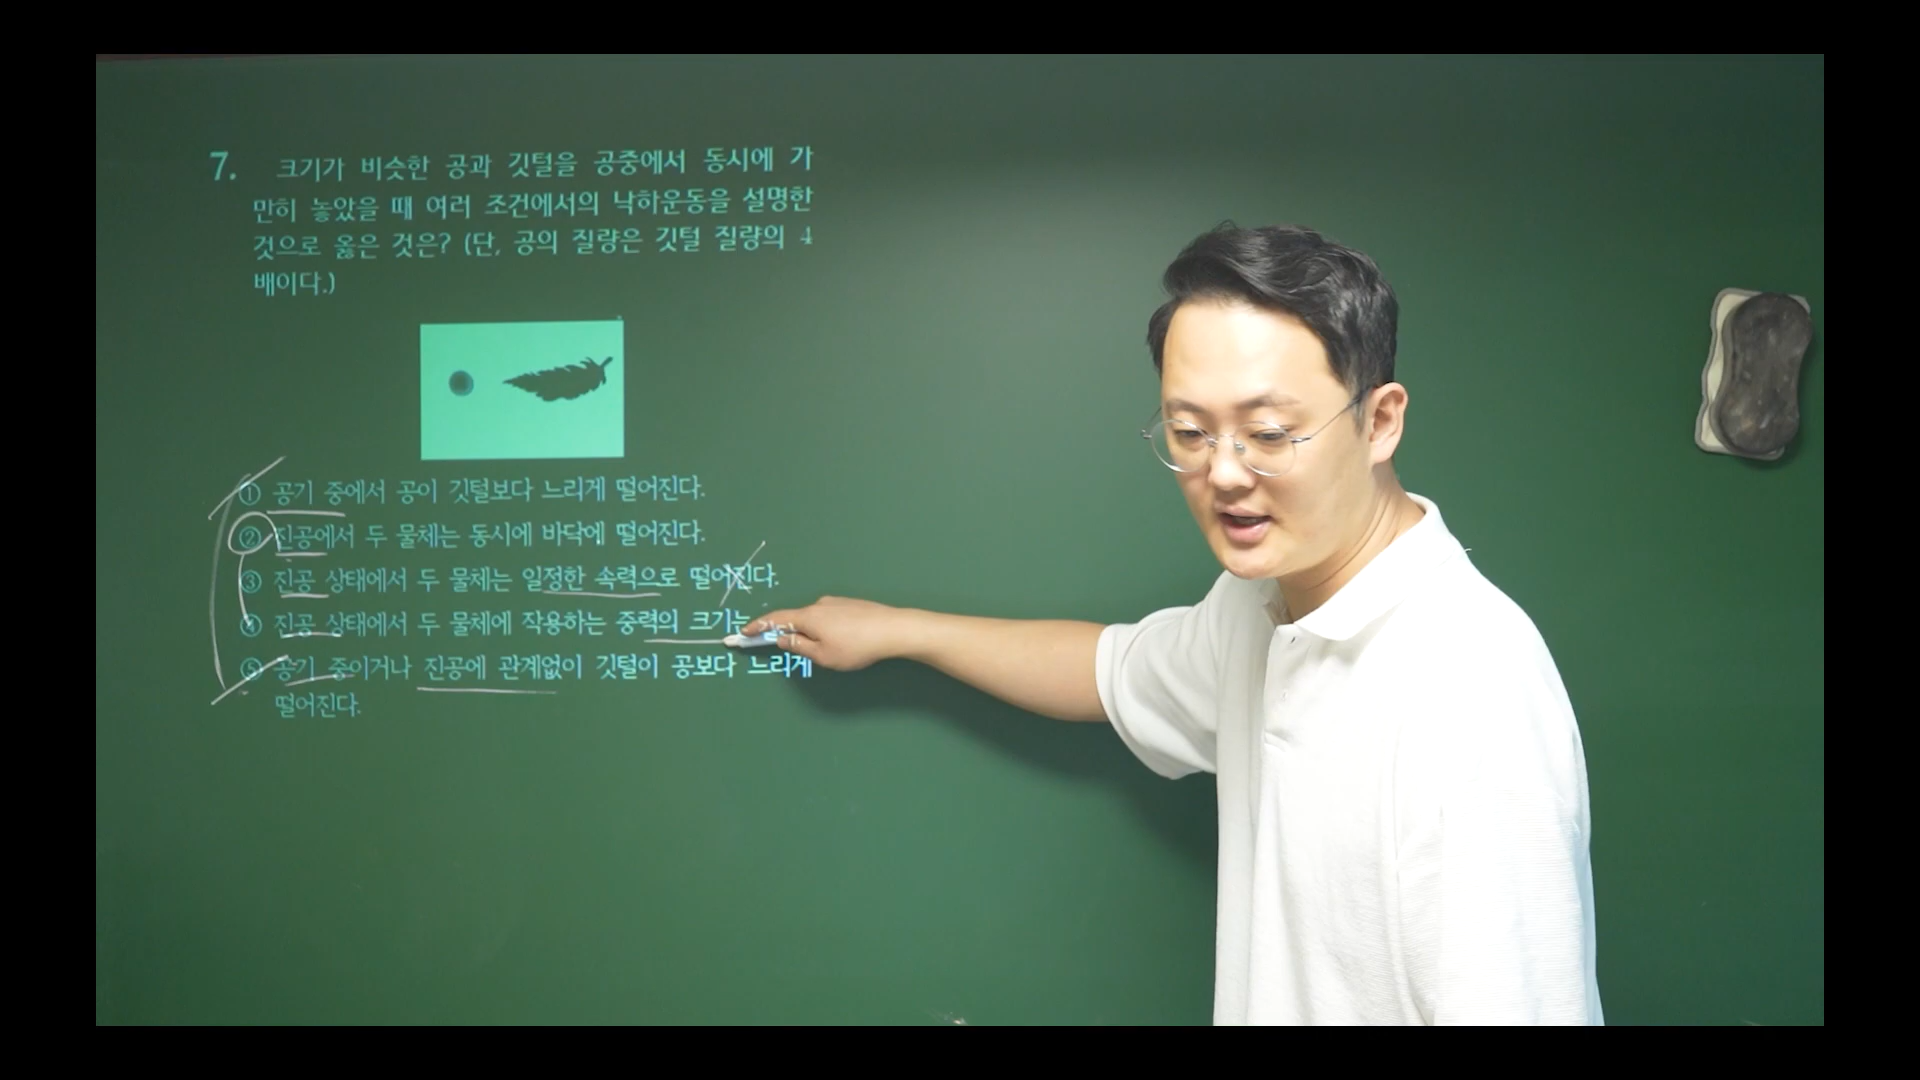 7. 크기가 비슷한 공과 깃털을 공중에서 동시에 가
만히 놓았을 때 여러 조건에서의 낙하운동을 설명한
것으로 옳은 것은? (단, 공의 질량은 깃털 질량의 4
배이다.)
① 공기 중에서 공이 깃털보다 느리게 떨어진다.
② 진공에서 두 물체는 동시에 바닥에 떨어진다.
③ 진공 상태에서 두 물체는 일정한 속력으로 떨어진다.
④ 진공 상태에서 두 물체에 작용하는 중력의 크기는
⑤ 공기 중이거나 진공에 관계없이 깃털이 공보다 느리게
떨어진다.